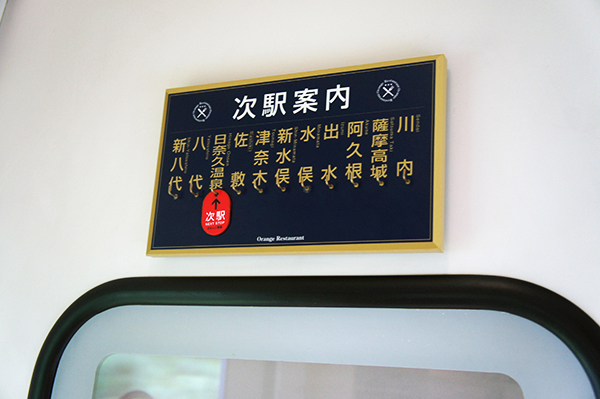 次駅案内
川内
薩摩高城
阿久根
出水
水俣
新水俣
津奈木
佐敷
日奈久温泉
八代
新八代
次駅
NEXT STOP
Orange Restaurant